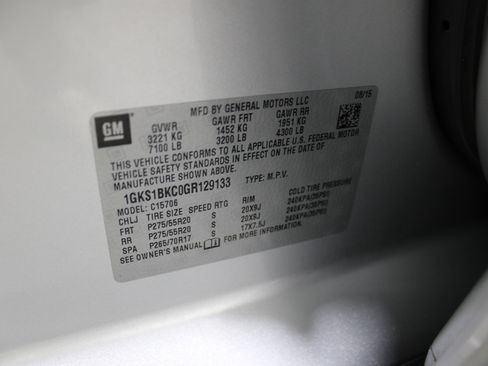 MFD BY GENERAL MOTORS LLC 08/15
GM
GVWR GAWR FRT GAWR RR
3221 KG 1452 KG 1951 KG
7100 LB 3200 LB 4300 LB
THIS VEHICLE CONFORMS TO ALL APPLICABLE U.S. FEDERAL MOTOR
VEHICLE SAFETY STANDARDS IN EFFECT ON THE DATE OF
MANUFACTURE SHOWN ABOVE.
1GKS1BKC0GR129133 TYPE: M.P.V.
MODEL: C15706
CHLJ TIRE SIZE SPEED RTG RIM COLD TIRE PRESSURE
FRT P275/55R20 S 20X9J 240KPA(35PSI)
RR P275/55R20 S 20X9J 240KPA(35PSI)
SPA P265/70R17 S 17X7.5J 240KPA(35PSI)
SEE OWNER'S MANUAL FOR MORE INFORMATION.